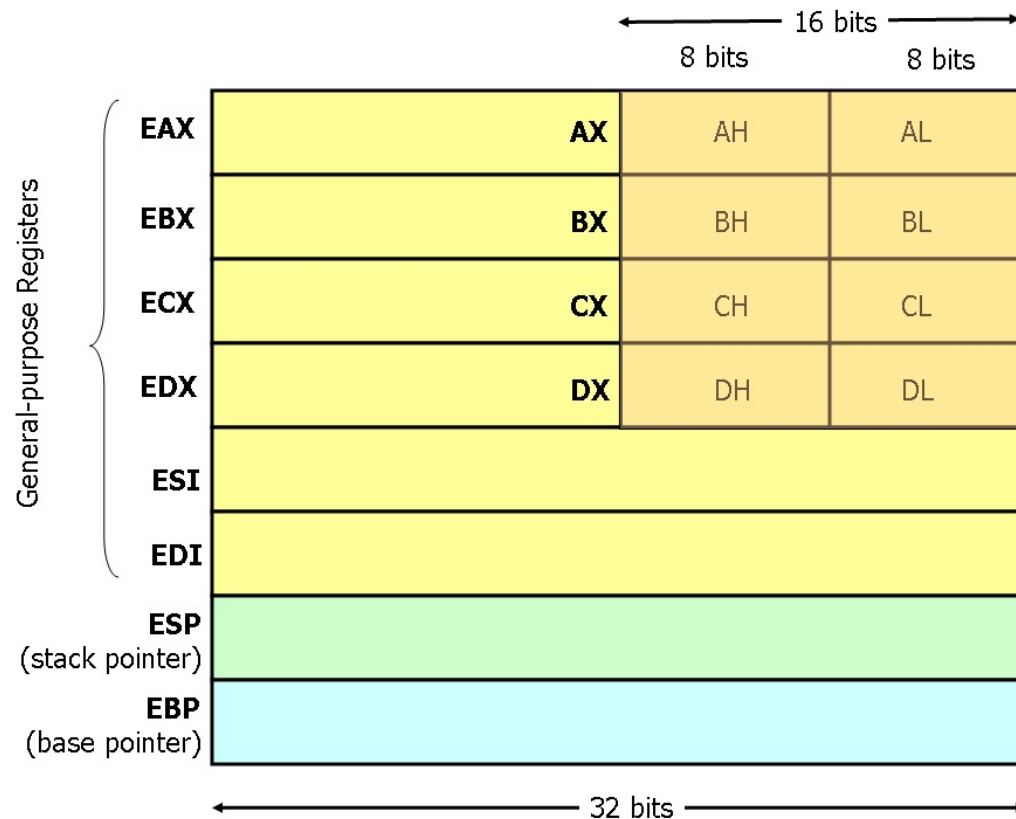 16 bits
8 bits 8 bits
General-purpose Registers
EAX AX AH AL
EBX BX BH BL
ECX CX CH CL
EDX DX DH DL
ESI
EDI
ESP
(stack pointer)
EBP
(base pointer)
32 bits